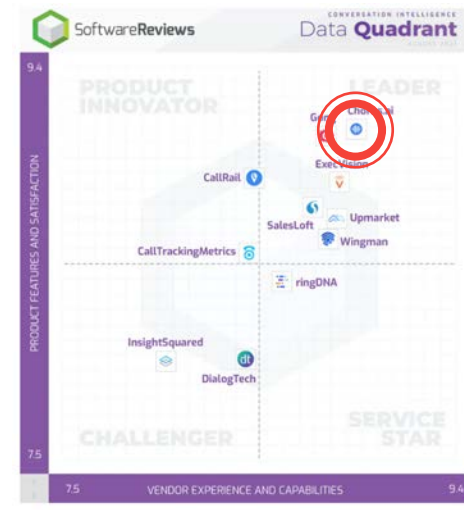 SoftwareReviews
CONVERSATION INTELLIGENCE
Data Quadrant
9.4
PRODUCT
INNOVATOR
LEADER
Chorus.ai
ExecVision
CallRail
SalesLoft
Upmarket
Wingman
CallTrackingMetrics
ringDNA
InsightSquared
dt
DialogTech
CHALLENGER
SERVICE
STAR
PRODUCT FEATURES AND SATISFACTION
7.5
7.5
VENDOR EXPERIENCE AND CAPABILITIES
9.4